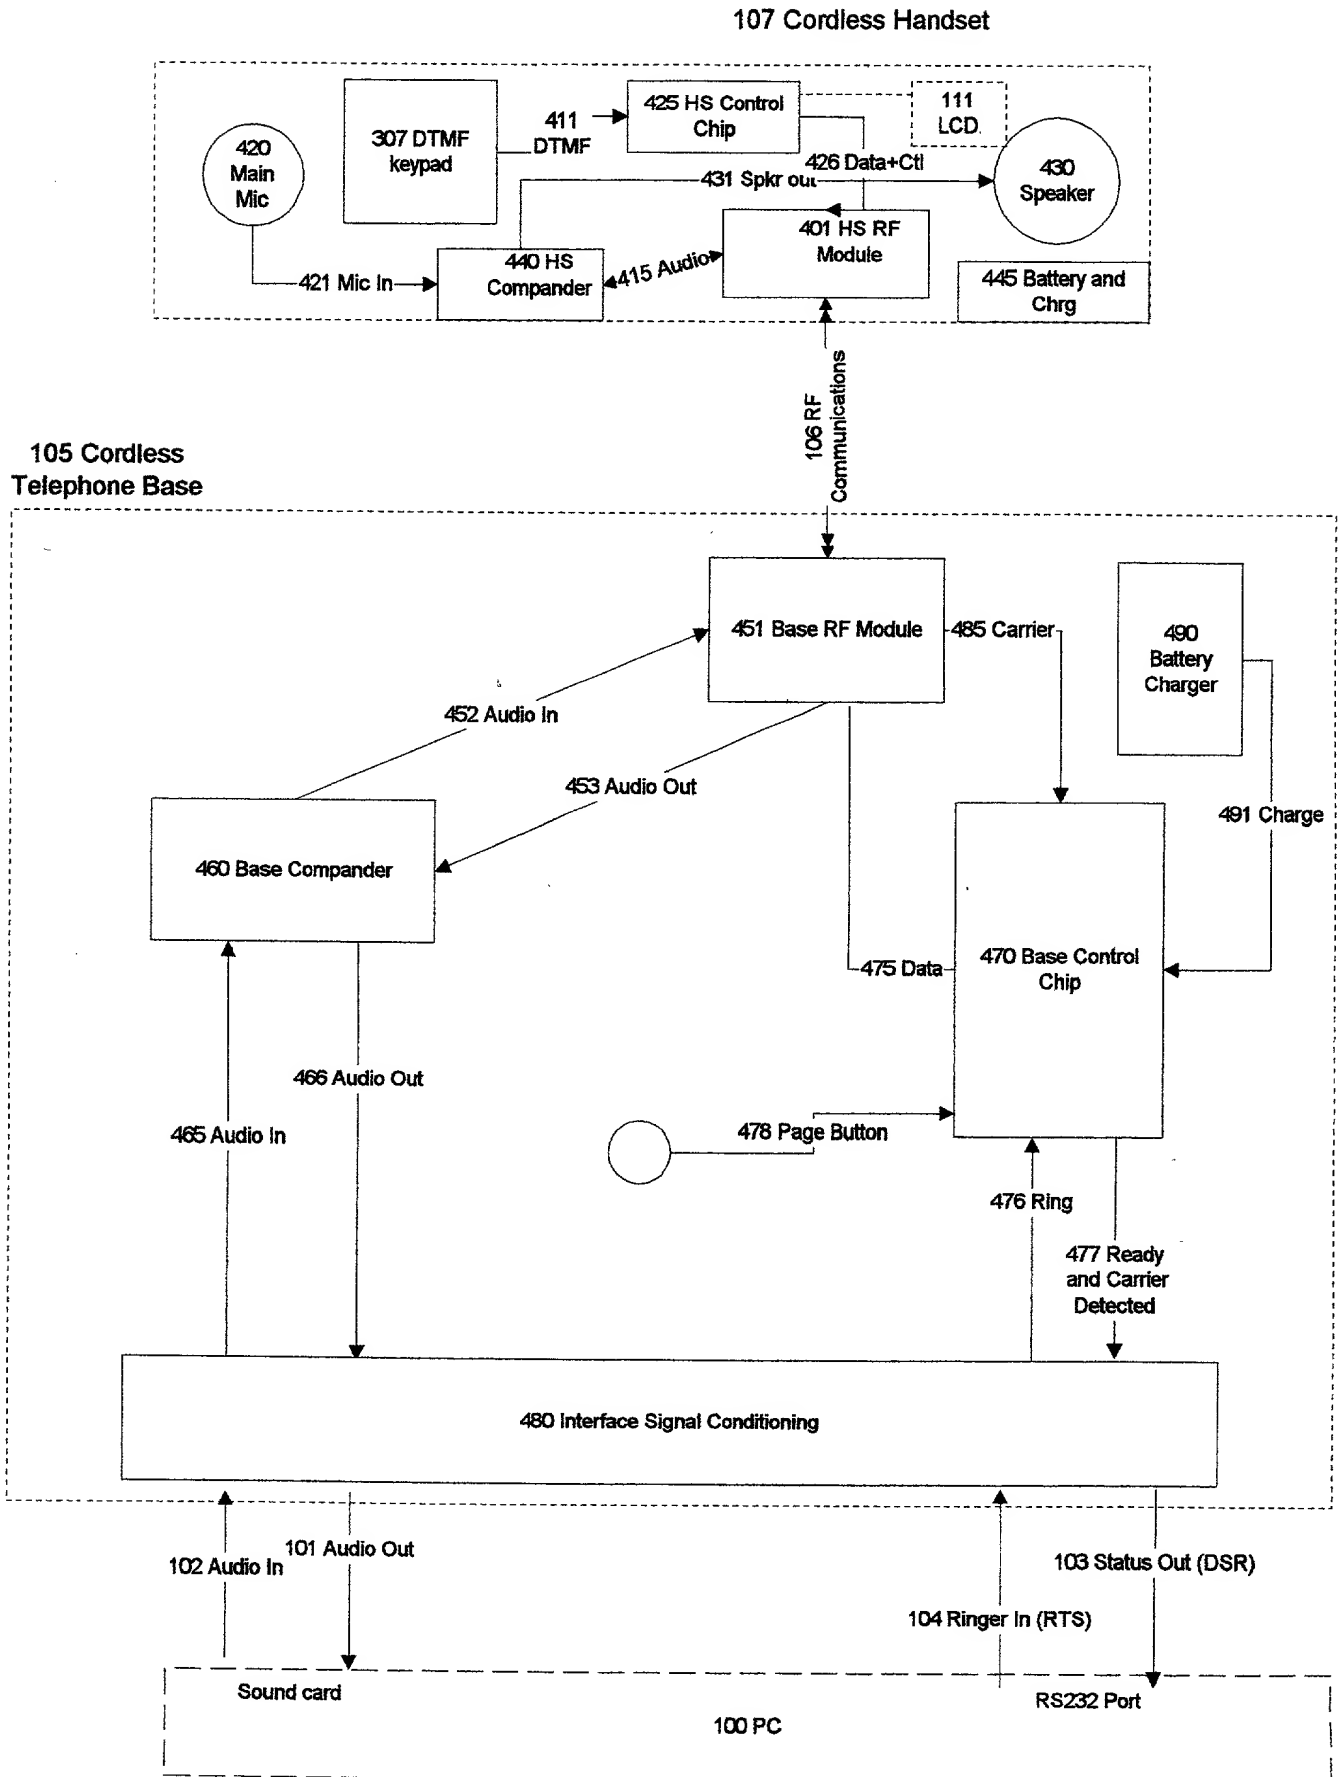 107 Cordless Handset
420
Main
Mic
307 DTMF
keypad
411
DTMF
425 HS Control
Chip
111
LCD
426 Data+Ctl
431 Spkr out
430
Speaker
401 HS RF
Module
440 HS
Compander
415 Audio
421 Mic In
445 Battery and
Chrg
106 RF
Communications
105 Cordless
Telephone Base
451 Base RF Module
485 Carrier
490
Battery
Charger
452 Audio In
453 Audio Out
491 Charge
460 Base Compander
470 Base Control
Chip
475 Data
466 Audio Out
465 Audio In
478 Page Button
476 Ring
477 Ready
and Carrier
Detected
480 Interface Signal Conditioning
102 Audio In
101 Audio Out
103 Status Out (DSR)
104 Ringer In (RTS)
Sound card
RS232 Port
100 PC